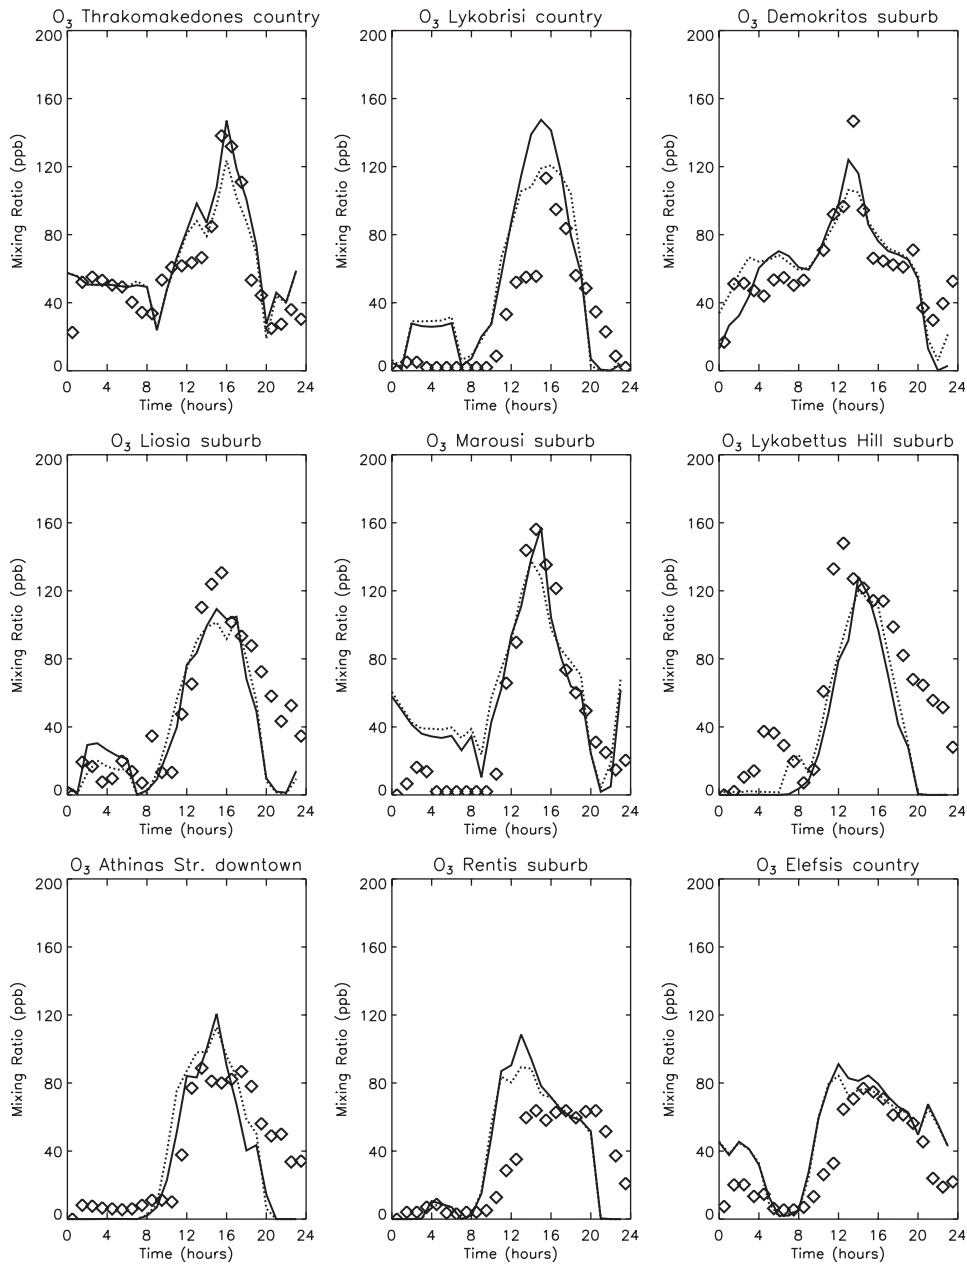 O3 Thrakomakedones country
200
160
120
80
40
0
Mixing Ratio (ppb)
0 4 8 12 16 20 24
Time (hours)
O3 Lykobrisi country
200
160
120
80
40
0
Mixing Ratio (ppb)
0 4 8 12 16 20 24
Time (hours)
O3 Demokritos suburb
200
160
120
80
40
0
Mixing Ratio (ppb)
0 4 8 12 16 20 24
Time (hours)
O3 Liosia suburb
200
160
120
80
40
0
Mixing Ratio (ppb)
0 4 8 12 16 20 24
Time (hours)
O3 Marousi suburb
200
160
120
80
40
0
Mixing Ratio (ppb)
0 4 8 12 16 20 24
Time (hours)
O3 Lykabettus Hill suburb
200
160
120
80
40
0
Mixing Ratio (ppb)
0 4 8 12 16 20 24
Time (hours)
O3 Athinas Str. downtown
200
160
120
80
40
0
Mixing Ratio (ppb)
0 4 8 12 16 20 24
Time (hours)
O3 Rentis suburb
200
160
120
80
40
0
Mixing Ratio (ppb)
0 4 8 12 16 20 24
Time (hours)
O3 Elefsis country
200
160
120
80
40
0
Mixing Ratio (ppb)
0 4 8 12 16 20 24
Time (hours)